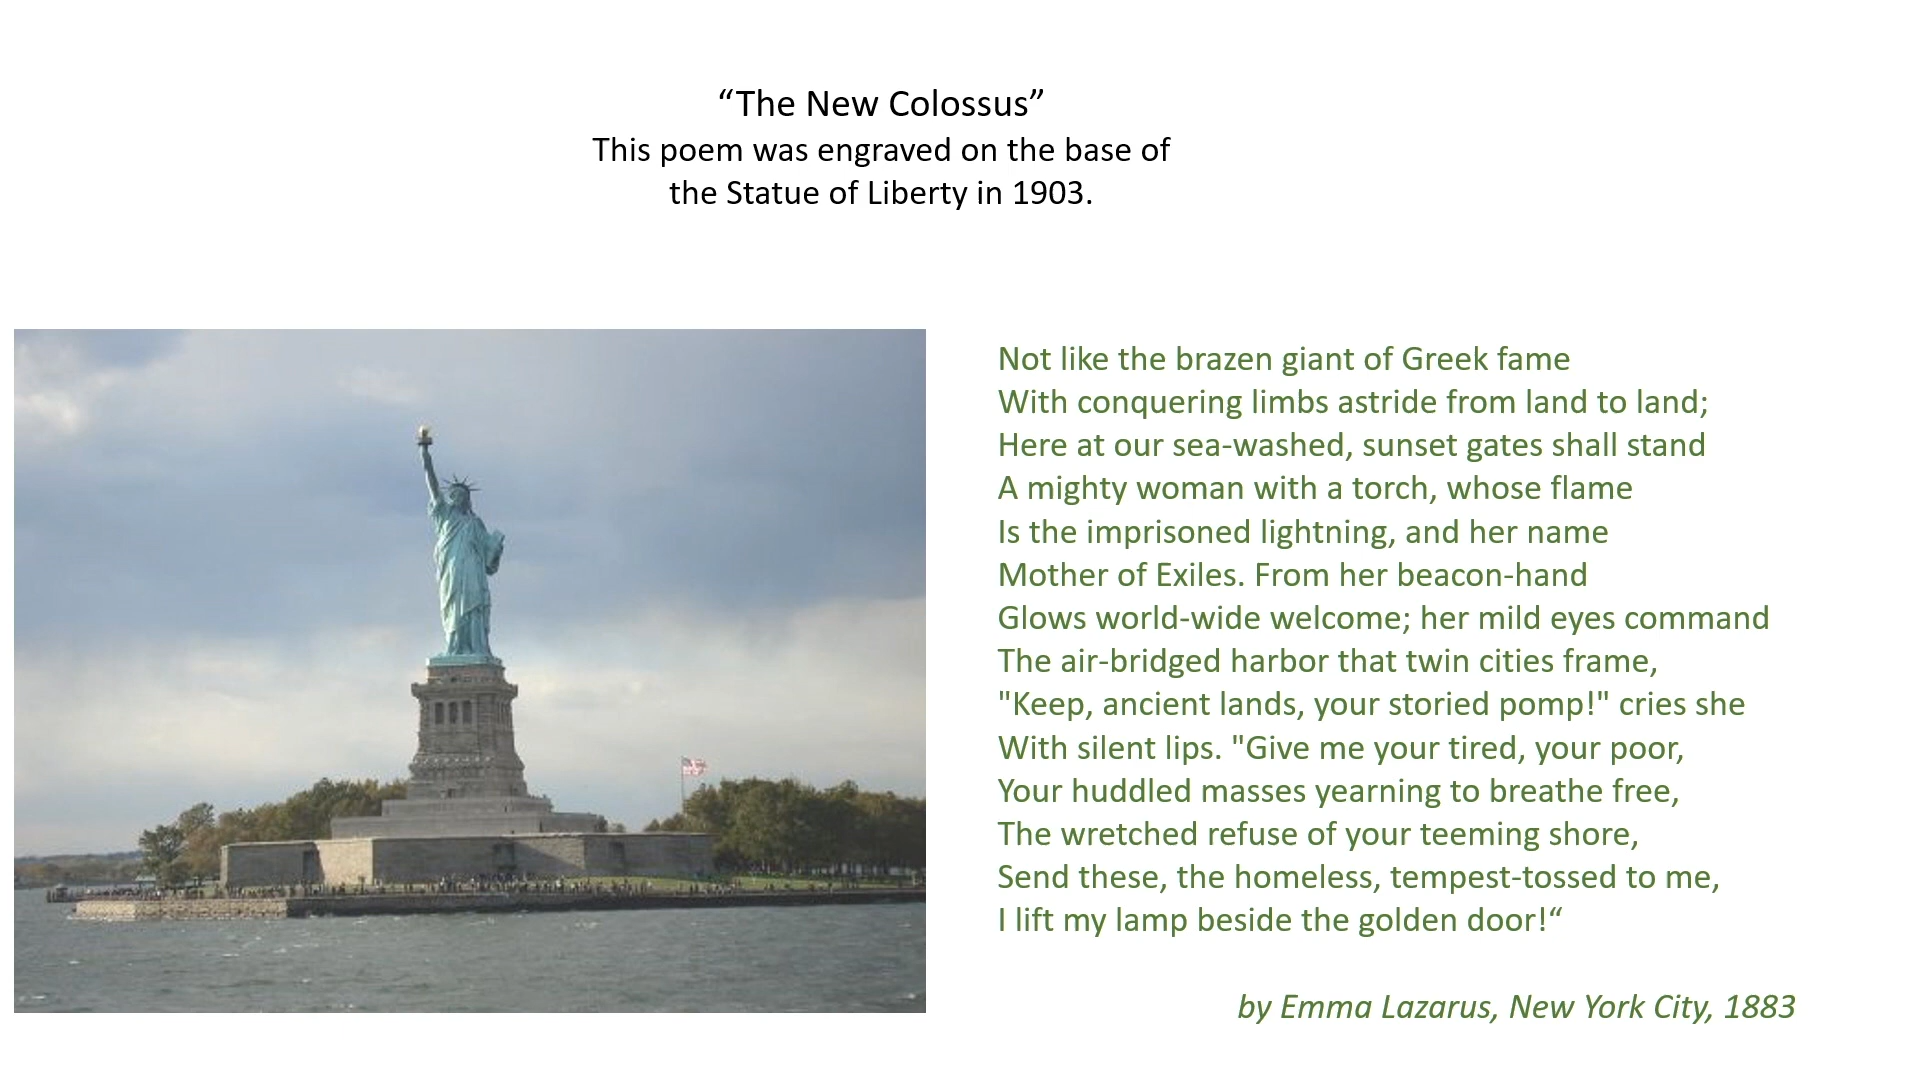 “The New Colossus”
This poem was engraved on the base of
the Statue of Liberty in 1903.
Not like the brazen giant of Greek fame
With conquering limbs astride from land to land;
Here at our sea-washed, sunset gates shall stand
A mighty woman with a torch, whose flame
Is the imprisoned lightning, and her name
Mother of Exiles. From her beacon-hand
Glows world-wide welcome; her mild eyes command
The air-bridged harbor that twin cities frame,
"Keep, ancient lands, your storied pomp!" cries she
With silent lips. "Give me your tired, your poor,
Your huddled masses yearning to breathe free,
The wretched refuse of your teeming shore,
Send these, the homeless, tempest-tossed to me,
I lift my lamp beside the golden door!“
by Emma Lazarus, New York City, 1883